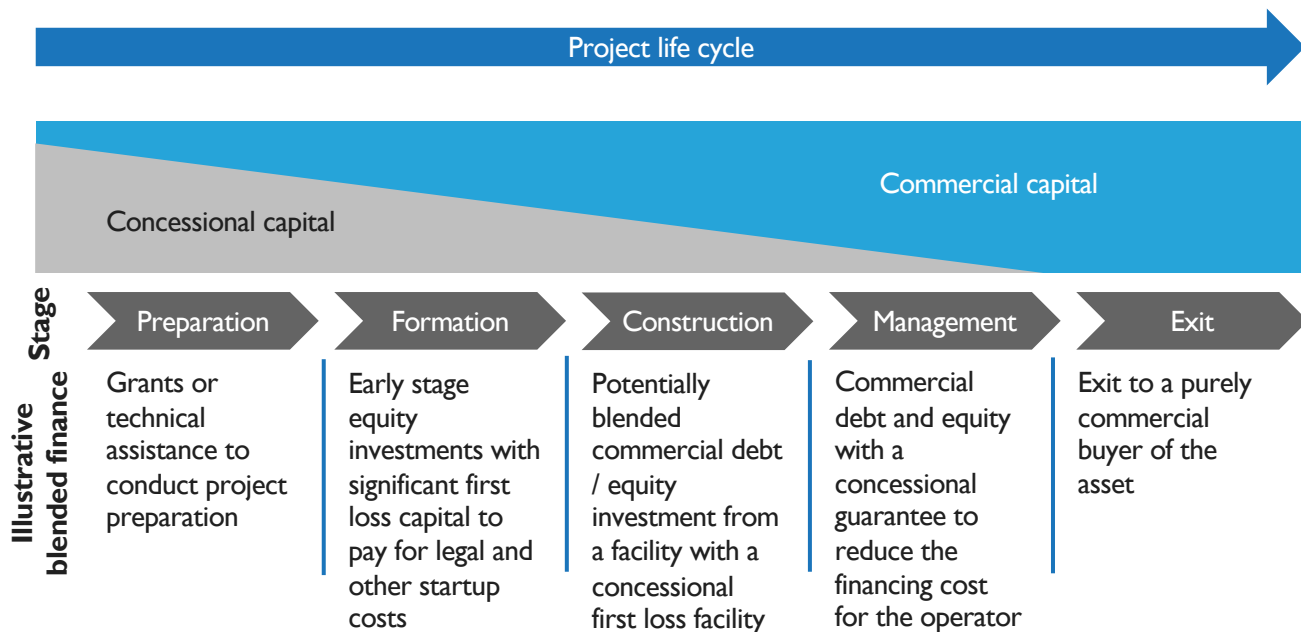 Project life cycle
Commercial capital
Concessional capital
Stage
Preparation
Formation
Construction
Management
Exit
Illustrative
blended finance
Grants or
technical
assistance to
conduct project
preparation
Early stage
equity
investments with
significant first
loss capital to
pay for legal and
other startup
costs
Potentially
blended
commercial debt
/ equity
investment from
a facility with a
concessional
first loss facility
Commercial
debt and equity
with a
concessional
guarantee to
reduce the
financing cost
for the operator
Exit to a purely
commercial
buyer of the
asset